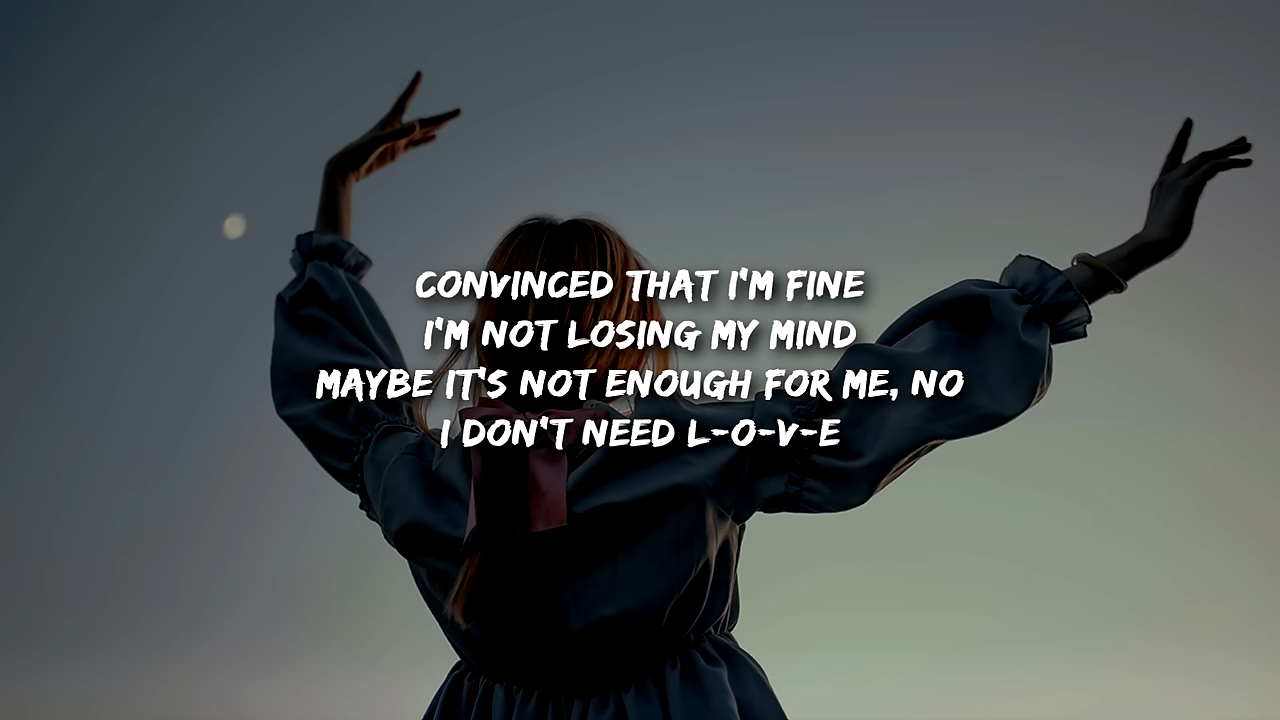 CONVINCED THAT I'M FINE
I'M NOT LOSING MY MIND
MAYBE IT'S NOT ENOUGH FOR ME, NO
I DON'T NEED L-O-V-E